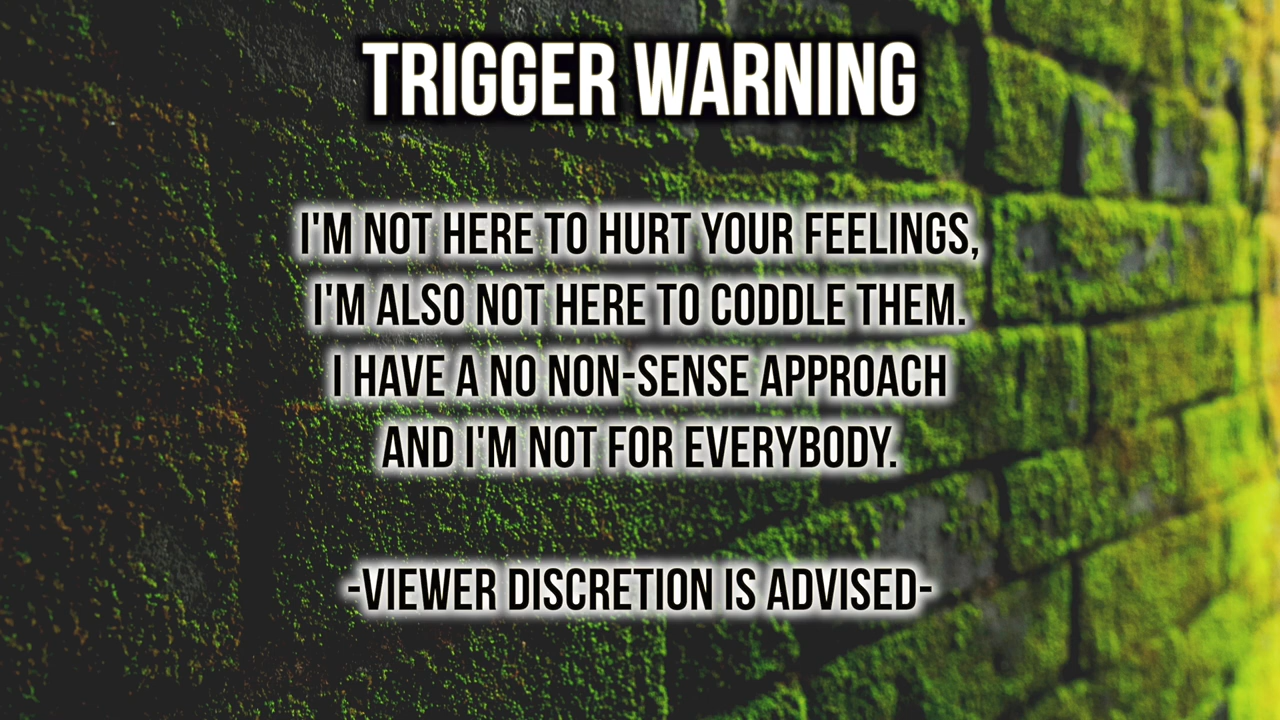 TRIGGER WARNING
I'M NOT HERE TO HURT YOUR FEELINGS,
I'M ALSO NOT HERE TO CODDLE THEM.
I HAVE A NO NON-SENSE APPROACH
AND I'M NOT FOR EVERYBODY.
-VIEWER DISCRETION IS ADVISED-